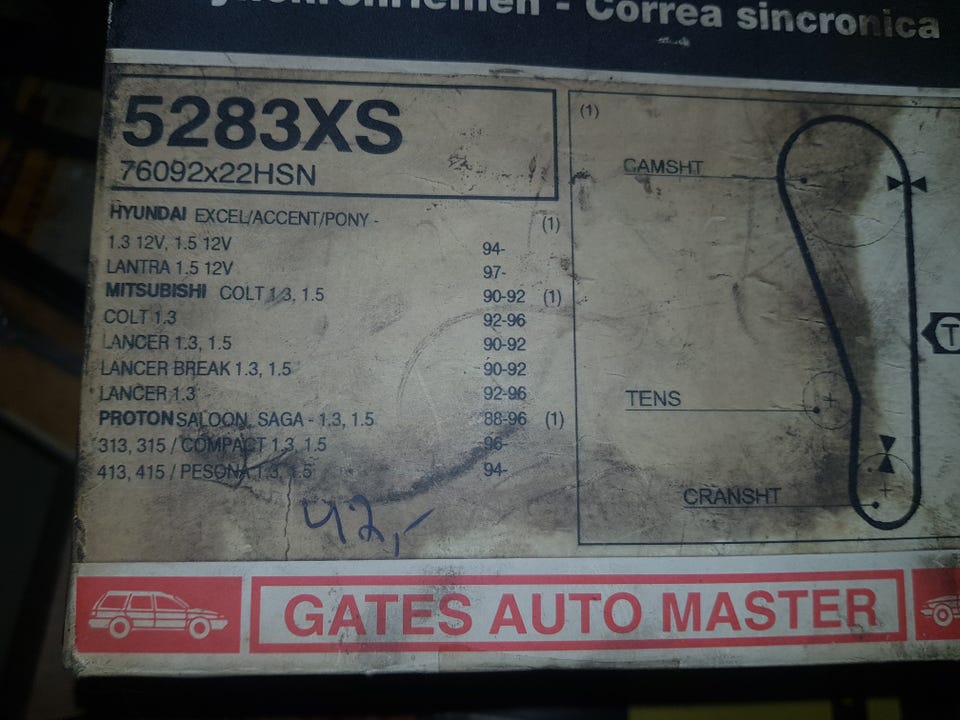 - Correa sincronica
5283XS
76092x22HSN
HYUNDAI EXCEL/ACCENT/PONY - (1)
1.3 12V, 1.5 12V 94-
LANTRA 1.5 12V 97-
MITSUBISHI COLT 1.3, 1.5 90-92 (1)
COLT 1.3 92-96
LANCER 1.3, 1.5 90-92
LANCER BREAK 1.3, 1.5 90-92
LANCER 1.3 92-96
PROTON SALOON, SAGA - 1.3, 1.5 88-96 (1)
313, 315 / COMPACT 1.3, 1.5 96-
413, 415 / PESONA 1.3, 1.5 94-
42,-
(1)
CAMSHT
T
TENS
CRANSHT
GATES AUTO MASTER